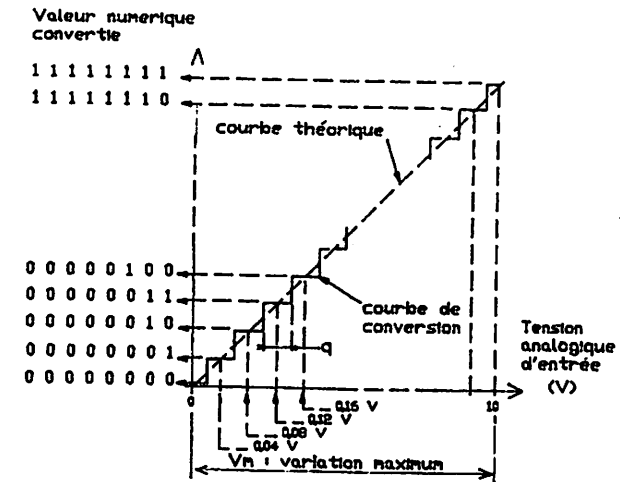 Valeur numerique
convertie
1 1 1 1 1 1 1 1
1 1 1 1 1 1 1 0
courbe théorique
0 0 0 0 0 1 0 0
0 0 0 0 0 0 1 1
0 0 0 0 0 0 1 0
0 0 0 0 0 0 0 1
0 0 0 0 0 0 0 0
courbe de
conversion
q
Tension
analogique
d'entrée
(V)
0
10
0,16 V
0,12 V
0,08 V
0,04 V
Vm : variation maximum